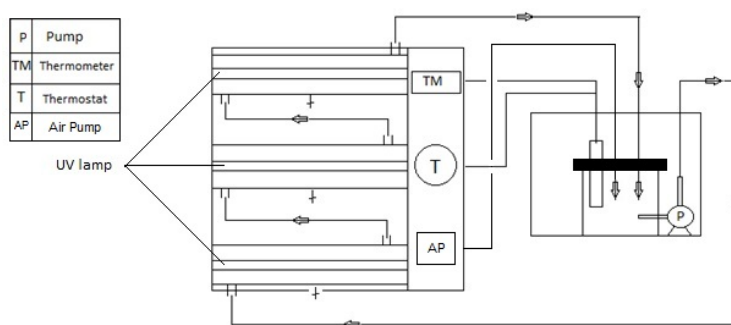 P Pump
TM Thermometer
T Thermostat
AP Air Pump
UV lamp
TM
T
AP
P